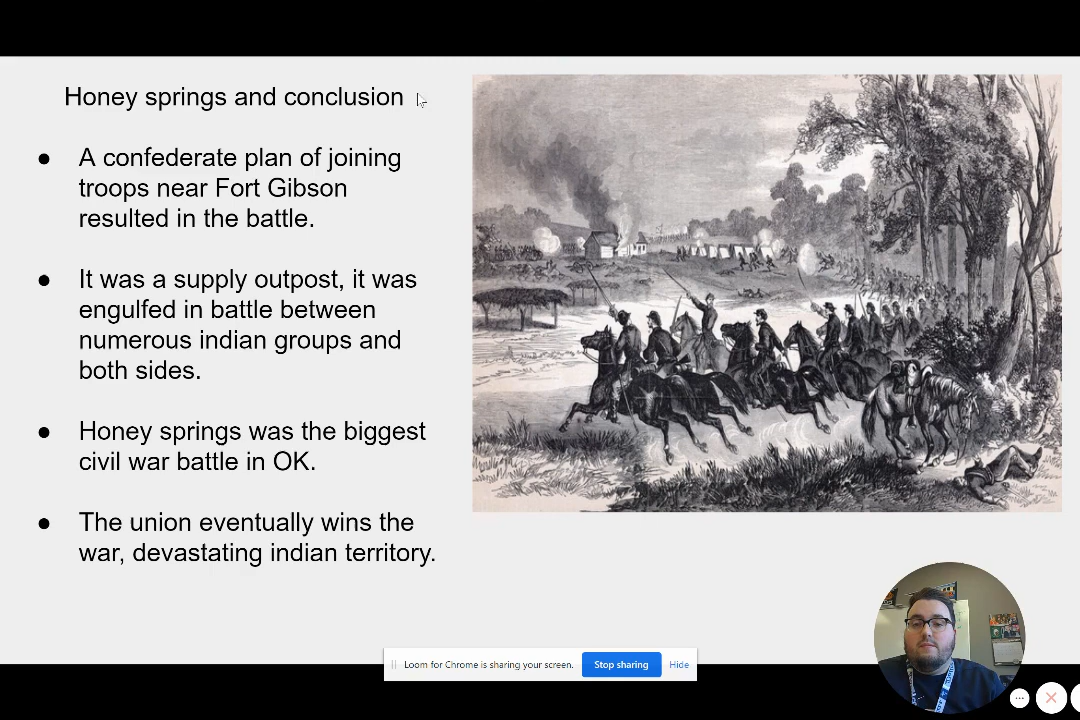 Honey springs and conclusion
● A confederate plan of joining
troops near Fort Gibson
resulted in the battle.
● It was a supply outpost, it was
engulfed in battle between
numerous indian groups and
both sides.
● Honey springs was the biggest
civil war battle in OK.
● The union eventually wins the
war, devastating indian territory.
Loom for Chrome is sharing your screen. Stop sharing Hide